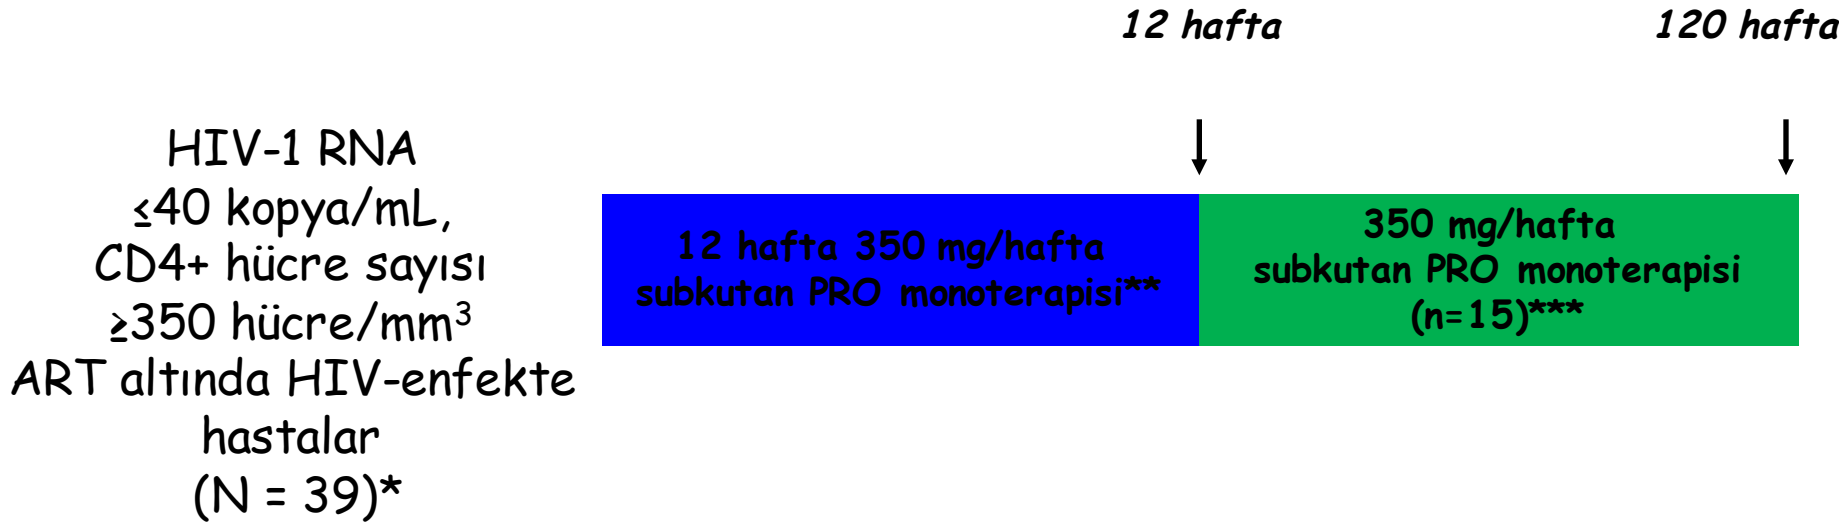 12 hafta
120 hafta
HIV-1 RNA
≤40 kopya/mL,
CD4+ hücre sayısı
≥350 hücre/mm³
ART altında HIV-enfekte
hastalar
(N = 39)*
12 hafta 350 mg/hafta
subkutan PRO monoterapisi**
350 mg/hafta
subkutan PRO monoterapisi
(n=15)***